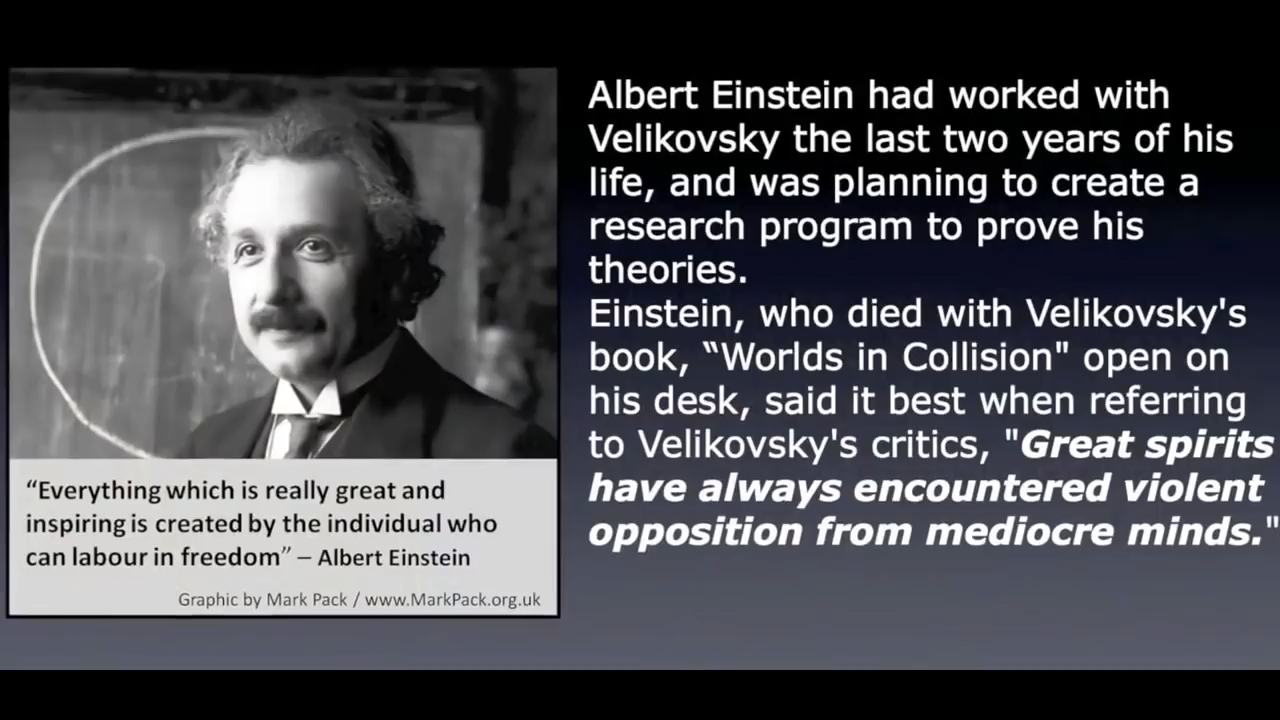 Albert Einstein had worked with
Velikovsky the last two years of his
life, and was planning to create a
research program to prove his
theories.
Einstein, who died with Velikovsky's
book, “Worlds in Collision" open on
his desk, said it best when referring
to Velikovsky's critics, "Great spirits
have always encountered violent
opposition from mediocre minds."
“Everything which is really great and
inspiring is created by the individual who
can labour in freedom” – Albert Einstein
Graphic by Mark Pack / www.MarkPack.org.uk